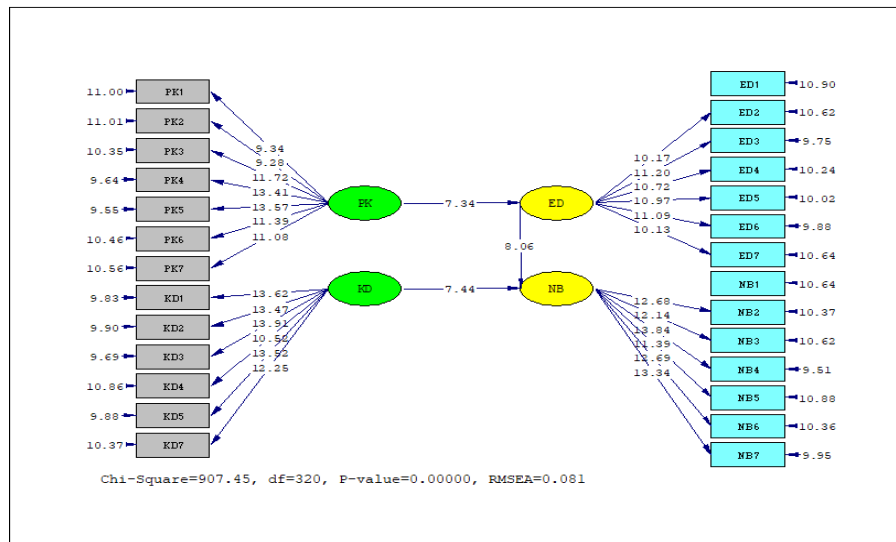 11.00 PK1
11.01 PK2
10.35 PK3
9.64 PK4
9.55 PK5
10.46 PK6
10.56 PK7
9.83 KD1
9.90 KD2
9.69 KD3
10.86 KD4
9.88 KD5
10.37 KD7
9.34
9.28
11.72
13.41
13.57
11.39
11.08
13.62
13.47
13.91
10.52
13.52
12.25
PK 7.34 ED
8.06
KD 7.44 NB
10.17
11.20
10.72
10.97
11.09
10.13
12.68
12.14
13.84
11.39
12.69
13.34
ED1 10.90
ED2 10.62
ED3 9.75
ED4 10.24
ED5 10.02
ED6 9.88
ED7 10.64
NB1 10.64
NB2 10.37
NB3 10.62
NB4 9.51
NB5 10.88
NB6 10.36
NB7 9.95
Chi-Square=907.45, df=320, P-value=0.00000, RMSEA=0.081